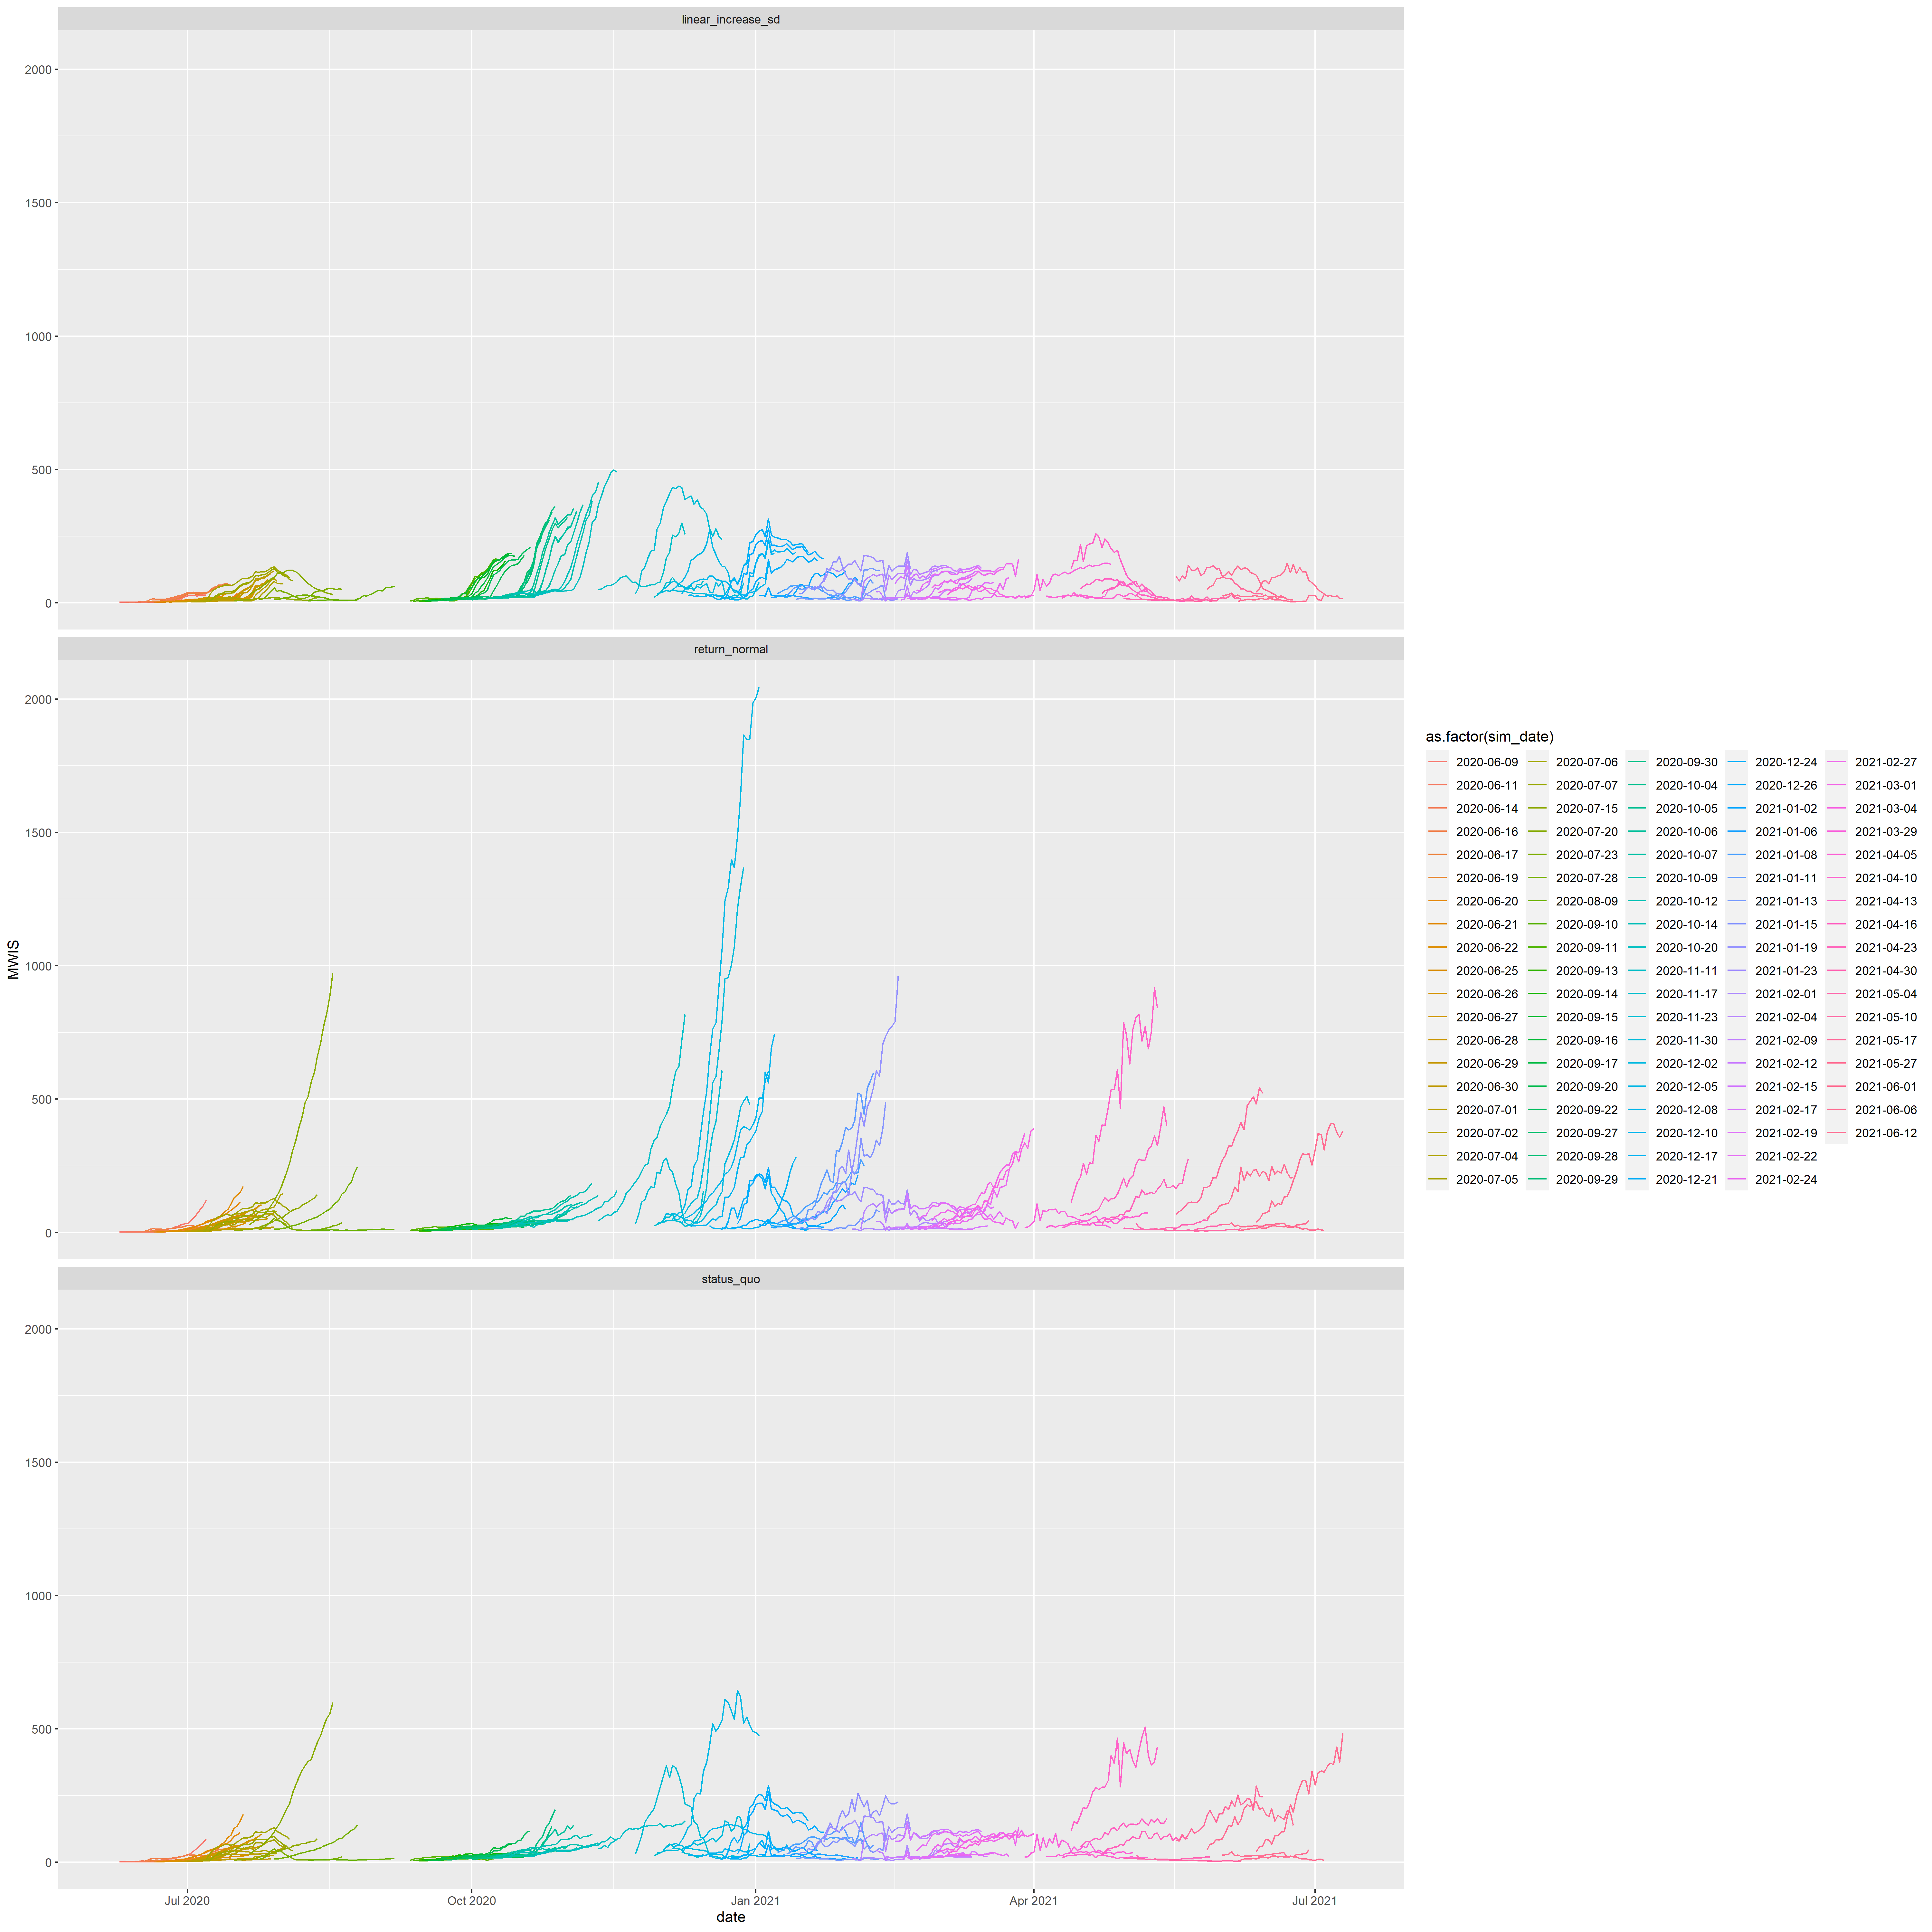 linear_increase_sd
2000
1500
1000
500
0
return_normal
2000
1500
1000
500
0
status_quo
2000
1500
1000
500
0
MWIS
Jul 2020 Oct 2020 Jan 2021 Apr 2021 Jul 2021
date
as.factor(sim_date)
2020-06-09 2020-07-06 2020-09-30 2020-12-24 2021-02-27
2020-06-11 2020-07-07 2020-10-04 2020-12-26 2021-03-01
2020-06-14 2020-07-15 2020-10-05 2021-01-02 2021-03-04
2020-06-16 2020-07-20 2020-10-06 2021-01-06 2021-03-29
2020-06-17 2020-07-23 2020-10-07 2021-01-08 2021-04-05
2020-06-19 2020-07-28 2020-10-09 2021-01-11 2021-04-10
2020-06-20 2020-08-09 2020-10-12 2021-01-13 2021-04-13
2020-06-21 2020-09-10 2020-10-14 2021-01-15 2021-04-16
2020-06-22 2020-09-11 2020-10-20 2021-01-19 2021-04-23
2020-06-25 2020-09-13 2020-11-11 2021-01-23 2021-04-30
2020-06-26 2020-09-14 2020-11-17 2021-02-01 2021-05-04
2020-06-27 2020-09-15 2020-11-23 2021-02-04 2021-05-10
2020-06-28 2020-09-16 2020-11-30 2021-02-09 2021-05-17
2020-06-29 2020-09-17 2020-12-02 2021-02-12 2021-05-27
2020-06-30 2020-09-20 2020-12-05 2021-02-15 2021-06-01
2020-07-01 2020-09-22 2020-12-08 2021-02-17 2021-06-06
2020-07-02 2020-09-27 2020-12-10 2021-02-19 2021-06-12
2020-07-04 2020-09-28 2020-12-17 2021-02-22
2020-07-05 2020-09-29 2020-12-21 2021-02-24